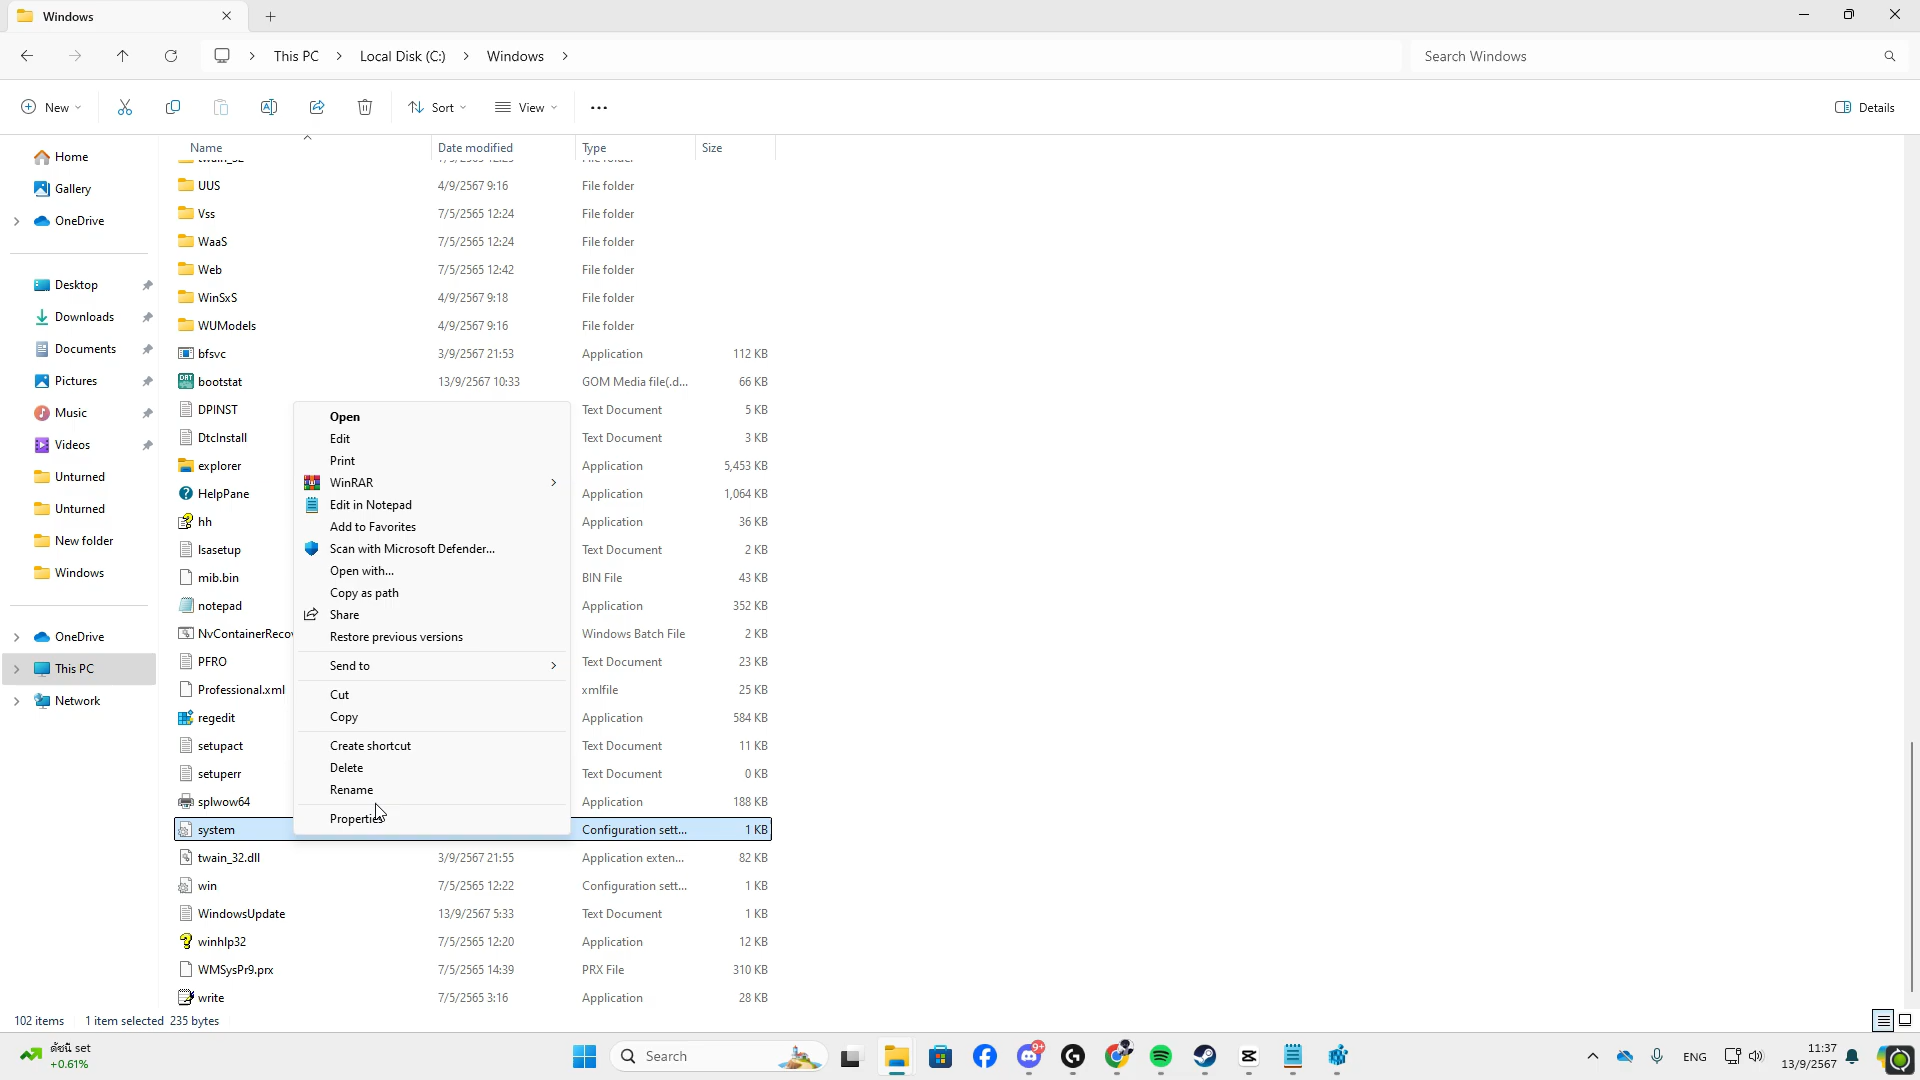 Windows
This PC
Local Disk (C:)
Windows
Search Windows
New
Sort
View
Details
Name
Date modified
Type
Size
Home
Gallery
OneDrive
Desktop
Downloads
Documents
Pictures
Music
Videos
Unturned
Unturned
New folder
Windows
OneDrive
This PC
Network
UUS 4/9/2567 9:16 File folder
Vss 7/5/2565 12:24 File folder
WaaS 7/5/2565 12:24 File folder
Web 7/5/2565 12:42 File folder
WinSxS 4/9/2567 9:18 File folder
WUModels 4/9/2567 9:16 File folder
bfsvc 3/9/2567 21:53 Application 112 KB
bootstat 13/9/2567 10:33 GOM Media file(.d... 66 KB
DPINST Text Document 5 KB
DtcInstall Text Document 3 KB
explorer Application 5,453 KB
HelpPane Application 1,064 KB
hh Application 36 KB
lsasetup Text Document 2 KB
mib.bin BIN File 43 KB
notepad Application 352 KB
NvContainerRecov Windows Batch File 2 KB
PFRO Text Document 23 KB
Professional.xml xmlfile 25 KB
regedit Application 584 KB
setupact Text Document 11 KB
setuperr Text Document 0 KB
splwow64 Application 188 KB
system Configuration sett... 1 KB
twain_32.dll 3/9/2567 21:55 Application exten... 82 KB
win 7/5/2565 12:22 Configuration sett... 1 KB
WindowsUpdate 13/9/2567 5:33 Text Document 1 KB
winhlp32 7/5/2565 12:20 Application 12 KB
WMSysPr9.prx 7/5/2565 14:39 PRX File 310 KB
write 7/5/2565 3:16 Application 28 KB
Open
Edit
Print
WinRAR
Edit in Notepad
Add to Favorites
Scan with Microsoft Defender...
Open with...
Copy as path
Share
Restore previous versions
Send to
Cut
Copy
Create shortcut
Delete
Rename
Properties
102 items 1 item selected 235 bytes
ดัชนี set
+0.61%
Search
9+
ENG
11:37
13/9/2567